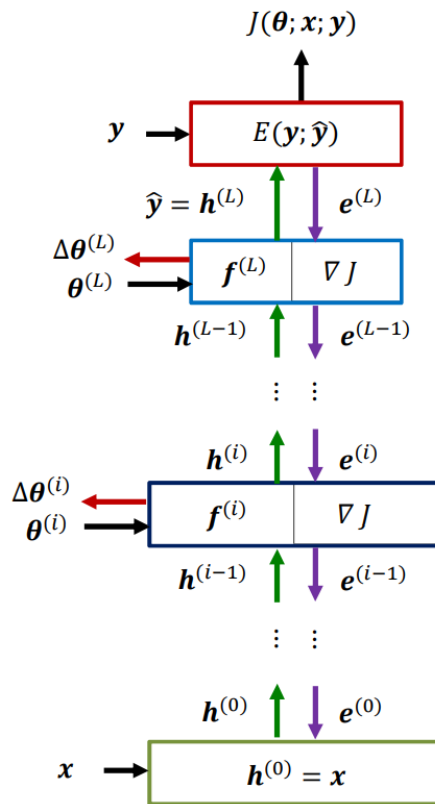 J(θ; x; y)
y
E(y; ŷ)
ŷ = h^(L)
e^(L)
Δθ^(L)
θ^(L)
f^(L)
∇ J
h^(L−1)
e^(L−1)
⋮ ⋮
h^(i)
e^(i)
Δθ^(i)
θ^(i)
f^(i)
∇ J
h^(i−1)
e^(i−1)
⋮ ⋮
h^(0)
e^(0)
x
h^(0) = x